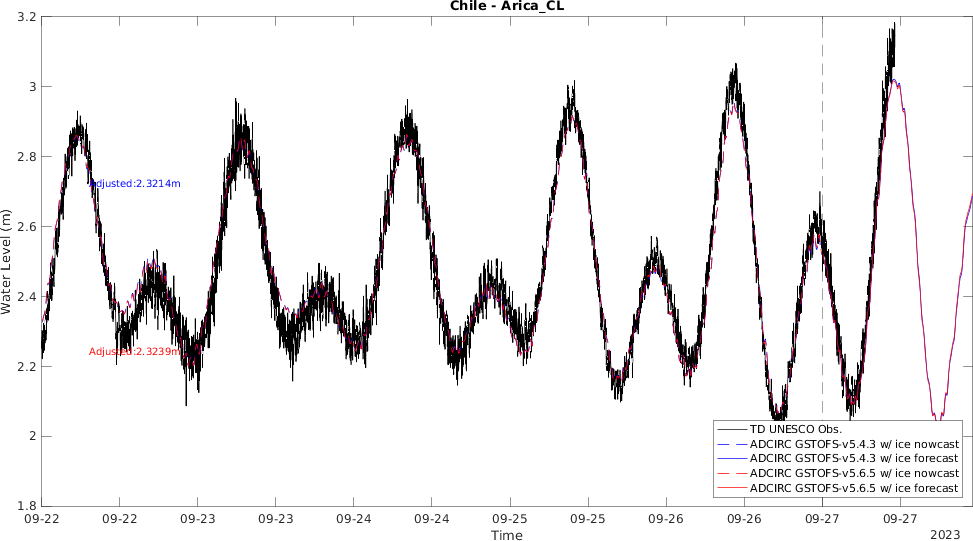 Chile - Arica_CL
3.2
3
2.8
2.6
2.4
2.2
2
1.8
Water Level (m)
Adjusted:2.3214m
Adjusted:2.3239m
TD UNESCO Obs.
ADCIRC GSTOFS-v5.4.3 w/ ice nowcast
ADCIRC GSTOFS-v5.4.3 w/ ice forecast
ADCIRC GSTOFS-v5.6.5 w/ ice nowcast
ADCIRC GSTOFS-v5.6.5 w/ ice forecast
09-22 09-22 09-23 09-23 09-24 09-24 09-25 09-25 09-26 09-26 09-27 09-27
Time
2023